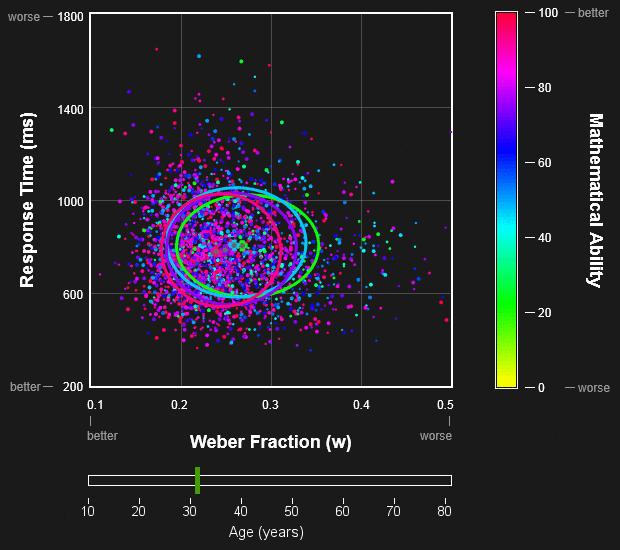 worse
1800
1400
1000
600
200
better
Response Time (ms)
0.1 0.2 0.3 0.4 0.5
better
worse
Weber Fraction (w)
10 20 30 40 50 60 70 80
Age (years)
100
better
80
60
40
20
0
worse
Mathematical Ability